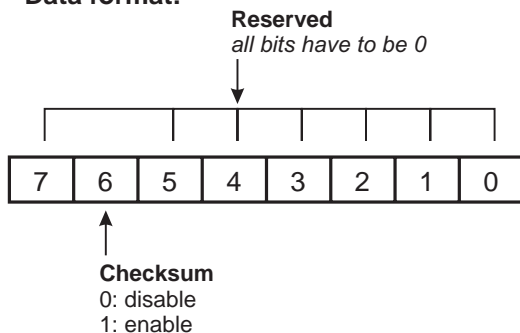 Data format:
Reserved
all bits have to be 0
7 6 5 4 3 2 1 0
Checksum
0: disable
1: enable